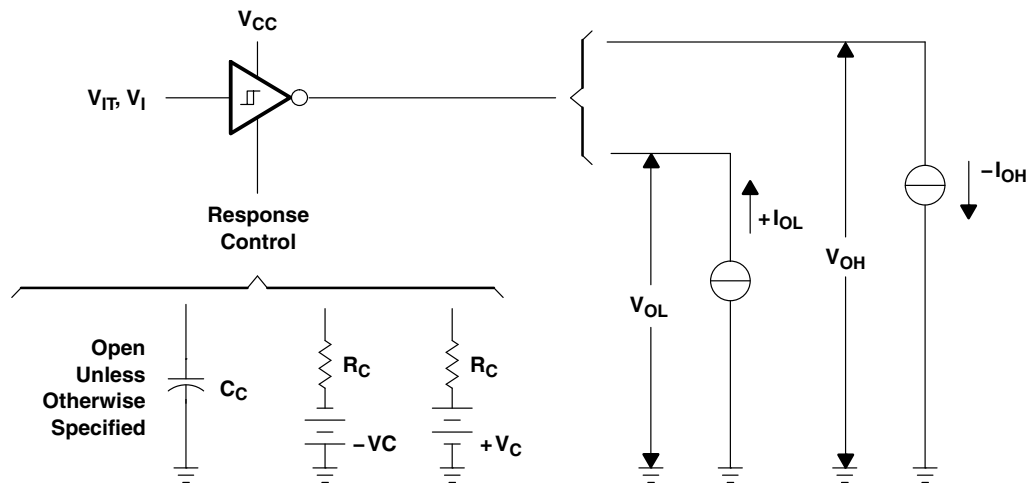 VCC
VIT, VI
Response
Control
–IOH
+IOL
VOH
VOL
Open
Unless
Otherwise
Specified
CC
RC
–VC
RC
+VC